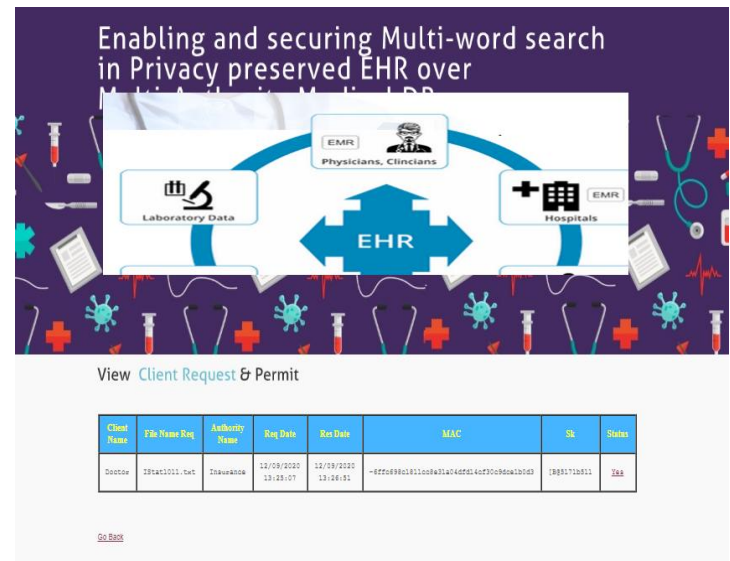 Enabling and securing Multi-word search
in Privacy preserved EHR over
EMR
Physicians, Clincians
Laboratory Data
EMR
Hospitals
EHR
View Client Request & Permit
Client Name File Name Req Authority Name Req Date Res Date MAC Sk Status
Doctor IStat1011.txt Insurance 12/09/2020 13:25:07 12/09/2020 13:26:51 [B@5171b511 Yes
Go Back